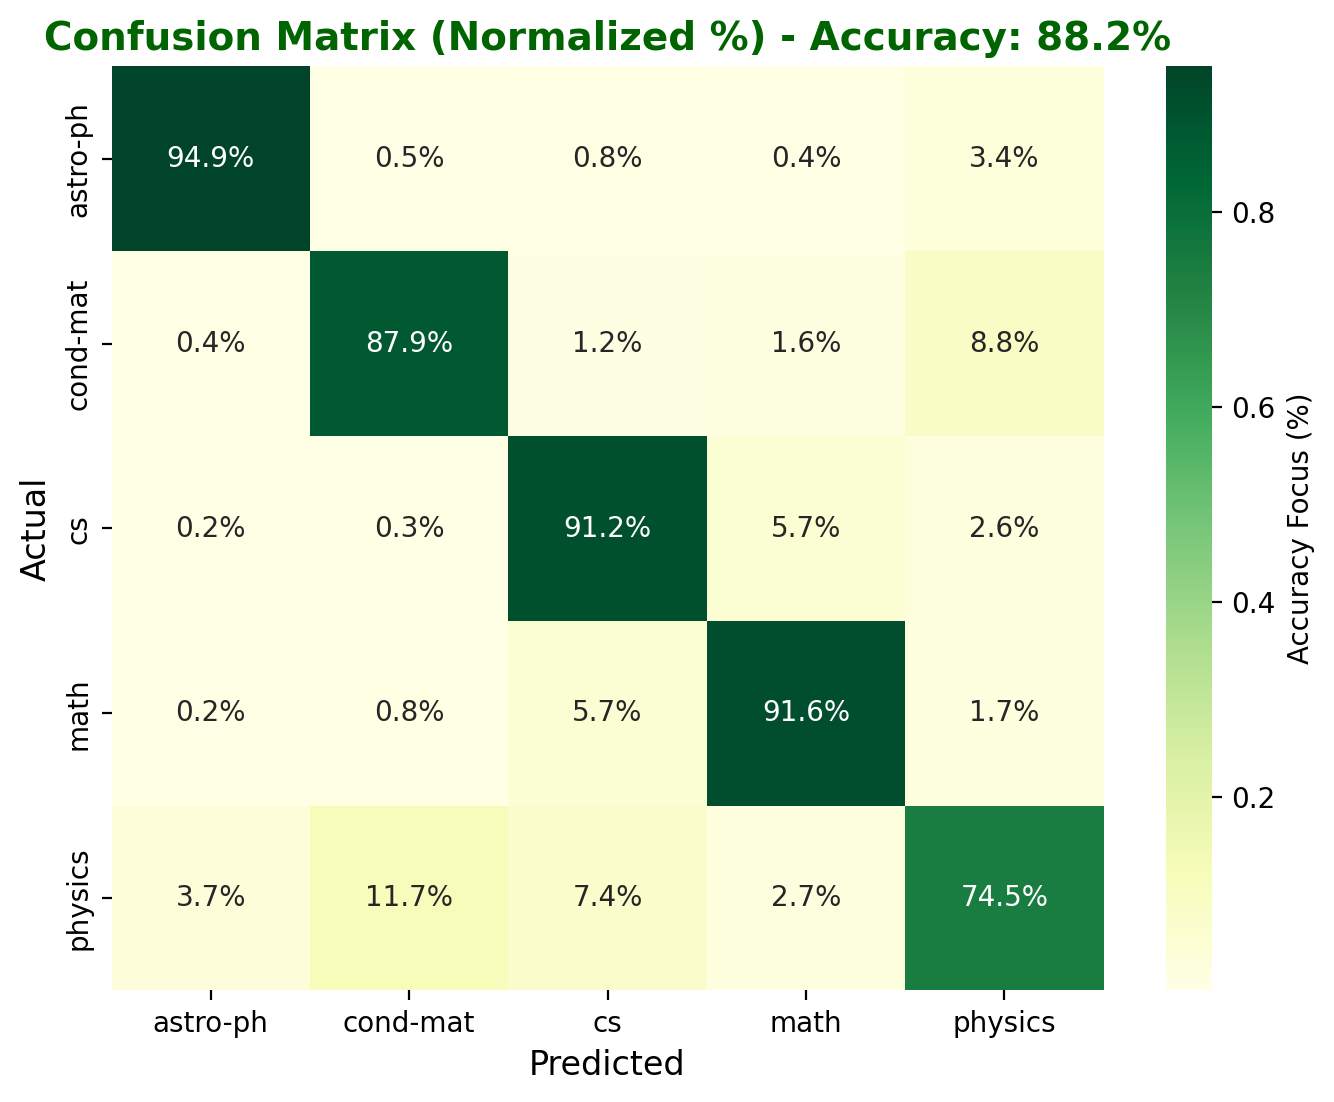 Confusion Matrix (Normalized %) - Accuracy: 88.2%
astro-ph
94.9% 0.5% 0.8% 0.4% 3.4%
cond-mat
0.4% 87.9% 1.2% 1.6% 8.8%
cs
0.2% 0.3% 91.2% 5.7% 2.6%
math
0.2% 0.8% 5.7% 91.6% 1.7%
physics
3.7% 11.7% 7.4% 2.7% 74.5%
Actual
astro-ph cond-mat cs math physics
Predicted
0.8
0.6
0.4
0.2
Accuracy Focus (%)